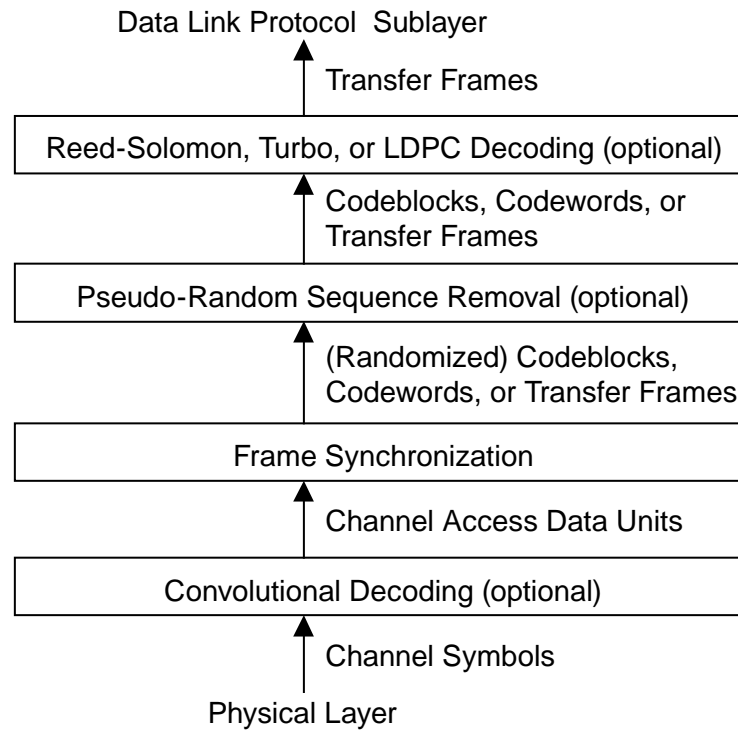 Data Link Protocol Sublayer
Transfer Frames
Reed-Solomon, Turbo, or LDPC Decoding (optional)
Codeblocks, Codewords, or
Transfer Frames
Pseudo-Random Sequence Removal (optional)
(Randomized) Codeblocks,
Codewords, or Transfer Frames
Frame Synchronization
Channel Access Data Units
Convolutional Decoding (optional)
Channel Symbols
Physical Layer